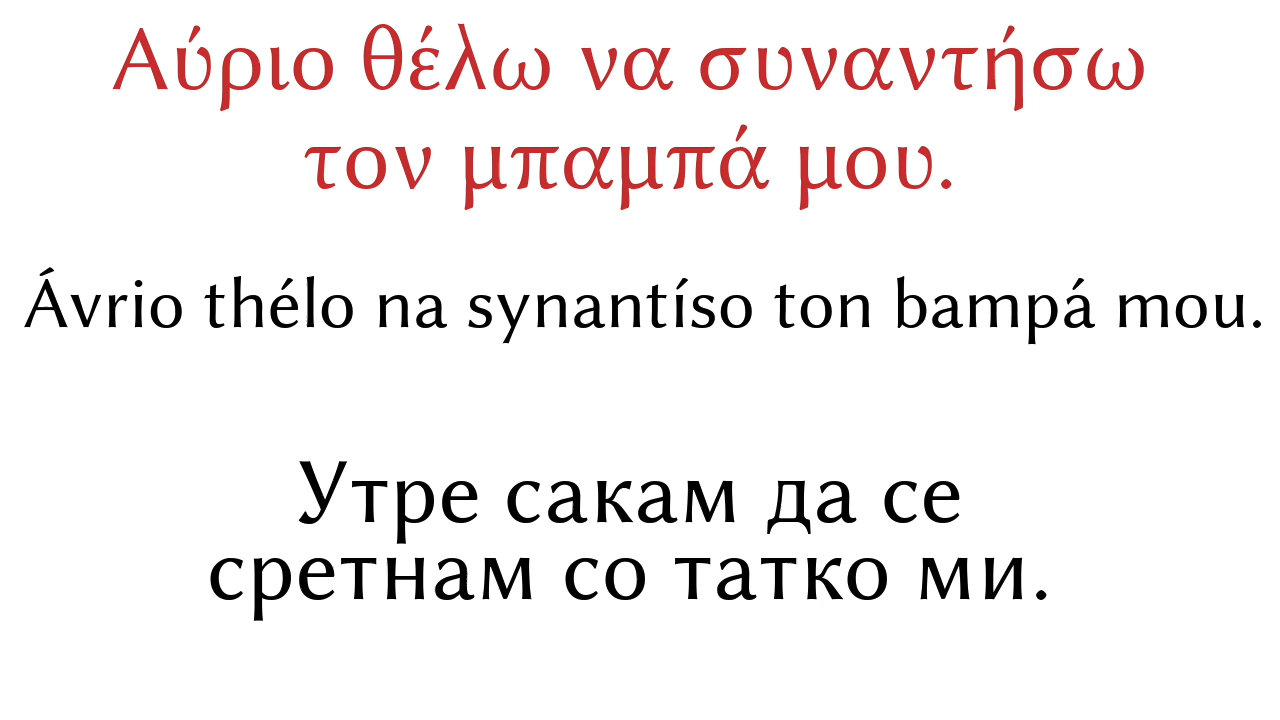 Αύριο θέλω να συναντήσω
τον μπαμπά μου.
Ávrio thélo na synantíso ton bampá mou.
Утре сакам да се
сретнам со татко ми.